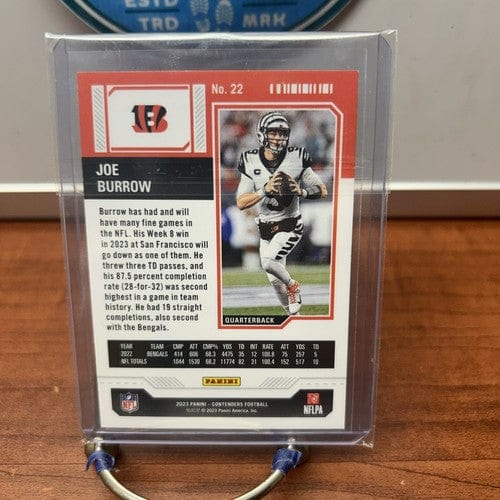 ESTD
TRD MRK
No. 22
B
JOE
BURROW
Burrow has had and will
have many fine games in
the NFL. His Week 8 win
in 2023 at San Francisco will
go down as one of them. He
threw three TD passes, and his
87.5 percent completion
rate (28-for-32) was second
highest in a game in team
history. He had 19 straight
completions, also second
with the Bengals.
9
QUARTERBACK
YEAR TEAM CMP ATT CMP% YDS TD INT RATE ATT YDS TD
2022 BENGALS 414 606 68.3 4475 35 12 100.8 75 257 5
NFL TOTALS 1044 1530 68.2 11774 82 31 100.4 152 517 10
PANINI
NFL
2023 PANINI - CONTENDERS FOOTBALL
© 2023 Panini America, Inc.
NFLPA